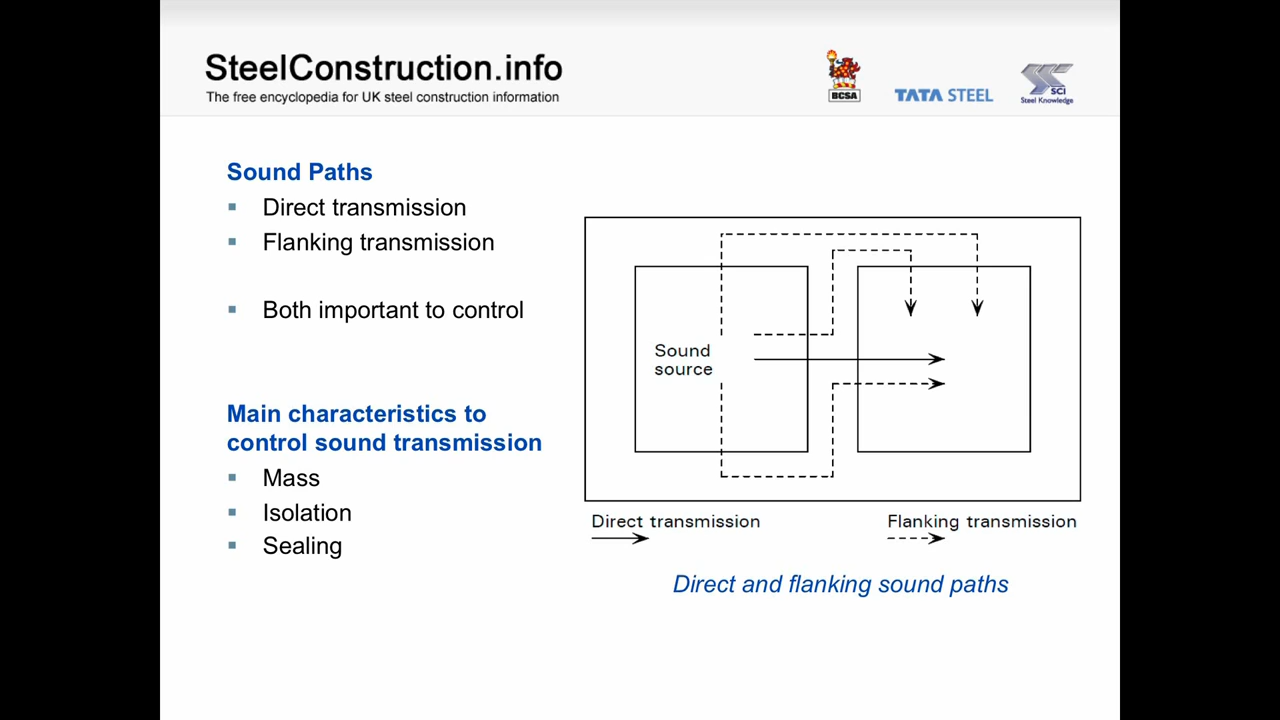 SteelConstruction.info
The free encyclopedia for UK steel construction information
BCSA
TATA STEEL
SCI
Steel Knowledge
Sound Paths
Direct transmission
Flanking transmission
Both important to control
Main characteristics to
control sound transmission
Mass
Isolation
Sealing
Sound
source
Direct transmission
Flanking transmission
Direct and flanking sound paths